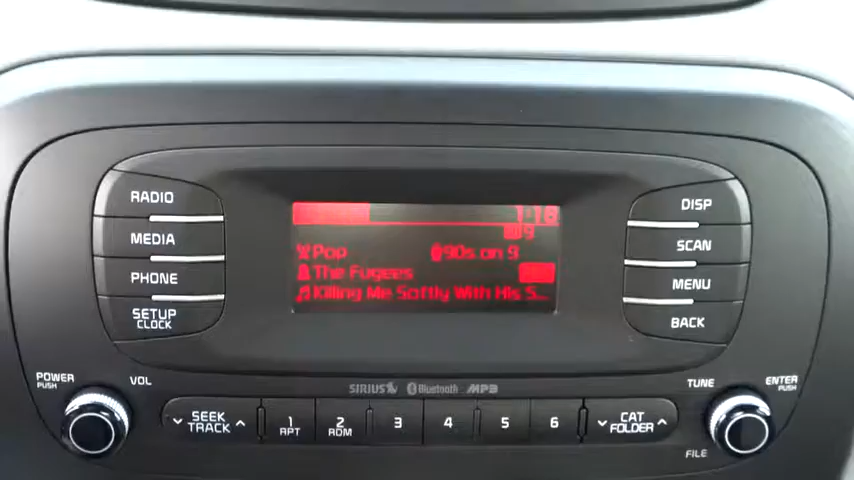 RADIO
MEDIA
PHONE
SETUP
CLOCK
1:18
9
Pop
90s on 9
The Fugees
Killing Me Softly With His S...
DISP
SCAN
MENU
BACK
SIRIUS Bluetooth MP3
POWER
PUSH
VOL
SEEK
TRACK
1
RPT
2
RDM
3
4
5
6
CAT
FOLDER
TUNE
ENTER
PUSH
FILE